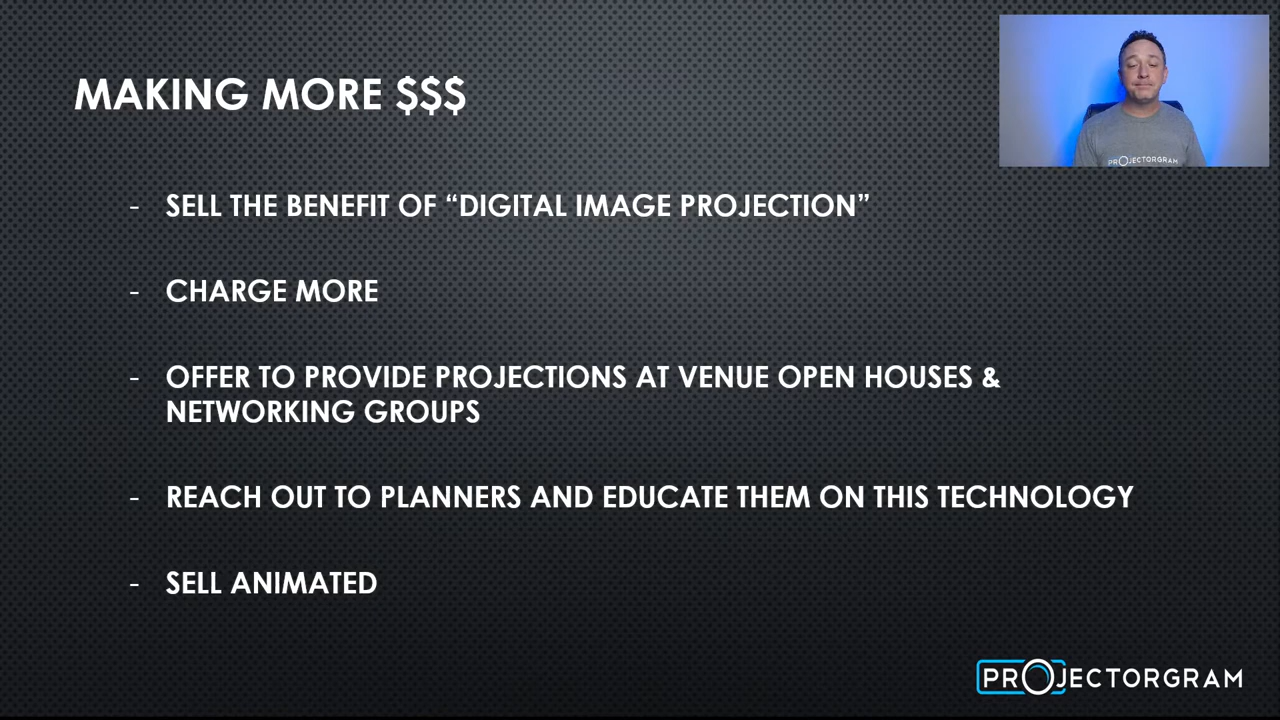 MAKING MORE $$$
PROJECTORGRAM
- SELL THE BENEFIT OF “DIGITAL IMAGE PROJECTION”
- CHARGE MORE
- OFFER TO PROVIDE PROJECTIONS AT VENUE OPEN HOUSES &
NETWORKING GROUPS
- REACH OUT TO PLANNERS AND EDUCATE THEM ON THIS TECHNOLOGY
- SELL ANIMATED
PROJECTORGRAM